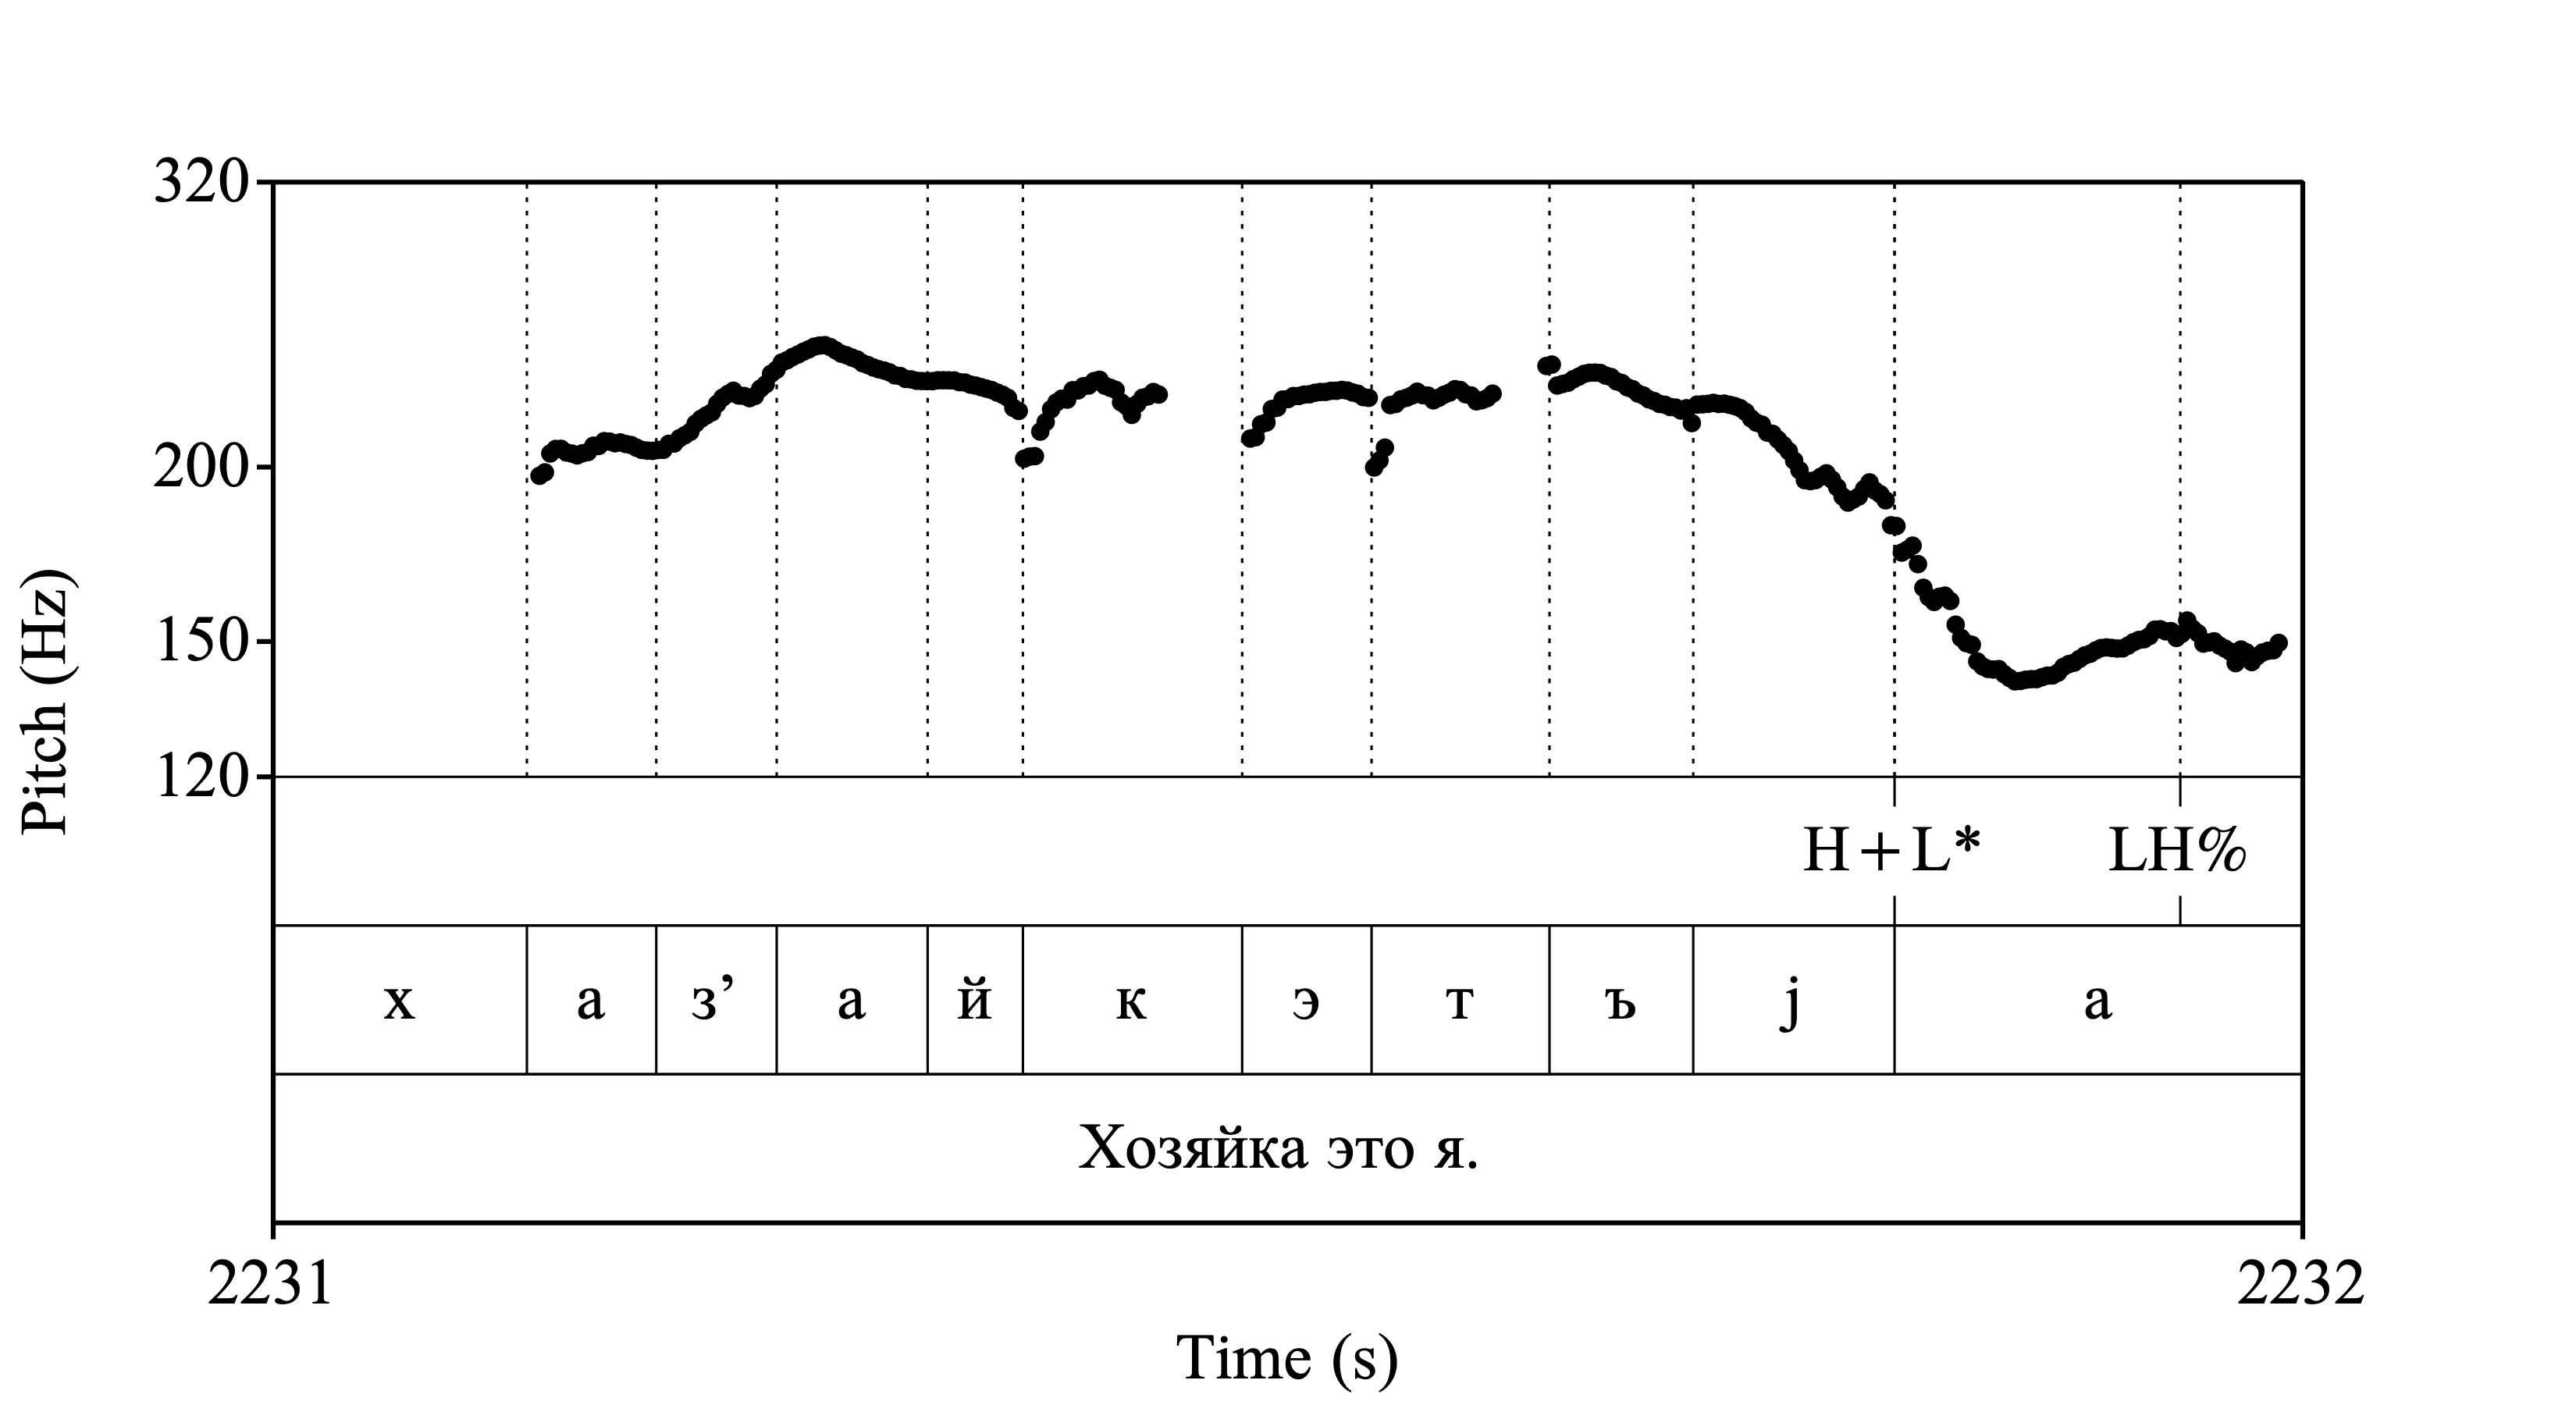 320
200
150
120
Pitch (Hz)
H+L* LH%
х а з’ а й к э т ъ j а
Хозяйка это я.
2231 2232
Time (s)